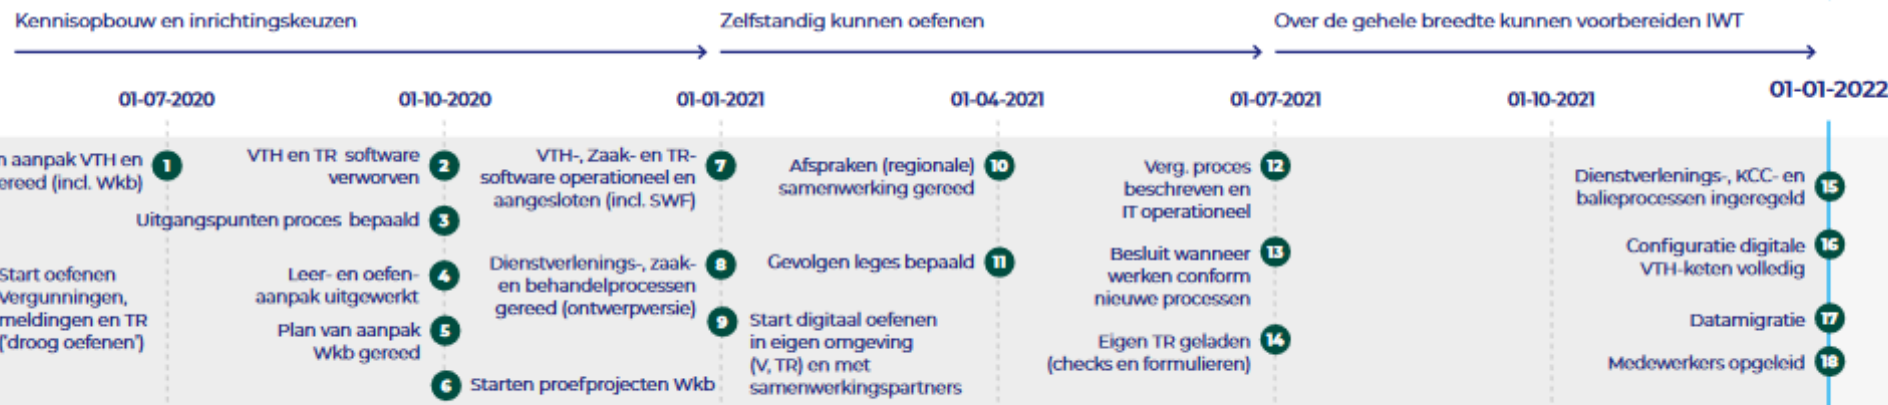 Kennisopbouw en inrichtingskeuzen
Zelfstandig kunnen oefenen
Over de gehele breedte kunnen voorbereiden IWT
01-07-2020
01-10-2020
01-01-2021
01-04-2021
01-07-2021
01-10-2021
01-01-2022
aanpak VTH en
(incl. Wkb)
1
Start oefenen
Vergunningen,
meldingen en TR
('droog oefenen')
VTH en TR software
verworven
2
Uitgangspunten proces bepaald
3
Leer- en oefen-
aanpak uitgewerkt
4
Plan van aanpak
Wkb gereed
5
6
Starten proefprojecten Wkb
VTH-, Zaak- en TR-
software operationeel en
aangesloten (incl. SWF)
7
Dienstverlenings-, zaak-
en behandelprocessen
gereed (ontwerpversie)
8
9
Start digitaal oefenen
in eigen omgeving
(V, TR) en met
samenwerkingspartners
Afspraken (regionale)
samenwerking gereed
10
Gevolgen leges bepaald
11
Verg. proces
beschreven en
IT operationeel
12
Besluit wanneer
werken conform
nieuwe processen
13
Eigen TR geladen
(checks en formulieren)
14
Dienstverlenings-, KCC- en
balieprocessen ingeregeld
15
Configuratie digitale
VTH-keten volledig
16
Datamigratie
17
Medewerkers opgeleid
18